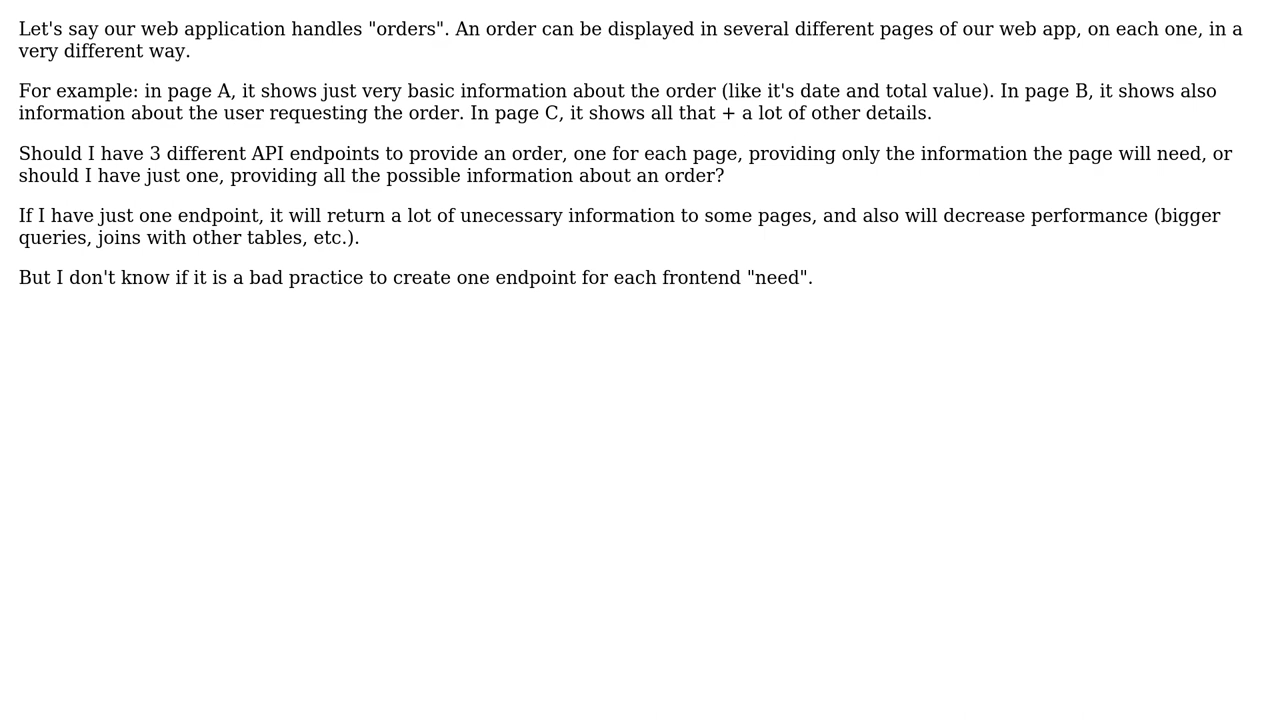 Let's say our web application handles "orders". An order can be displayed in several different pages of our web app, on each one, in a
very different way.
For example: in page A, it shows just very basic information about the order (like it's date and total value). In page B, it shows also
information about the user requesting the order. In page C, it shows all that + a lot of other details.
Should I have 3 different API endpoints to provide an order, one for each page, providing only the information the page will need, or
should I have just one, providing all the possible information about an order?
If I have just one endpoint, it will return a lot of unecessary information to some pages, and also will decrease performance (bigger
queries, joins with other tables, etc.).
But I don't know if it is a bad practice to create one endpoint for each frontend "need".